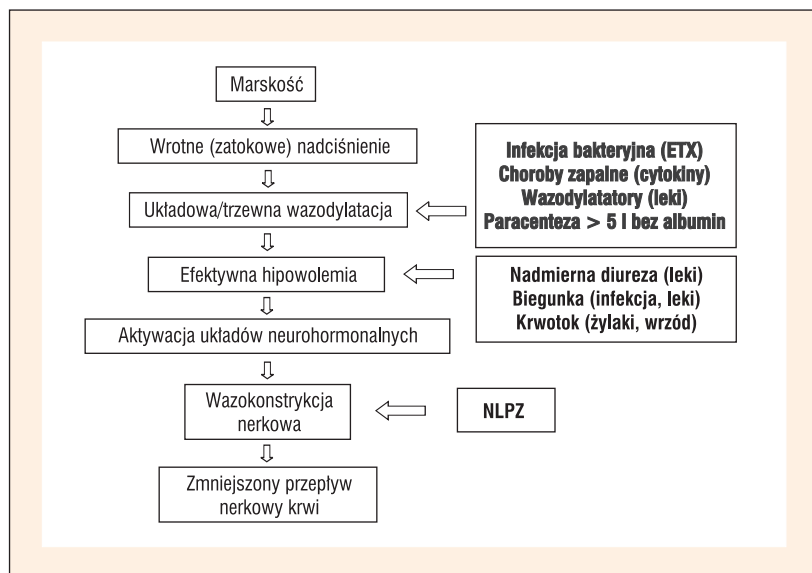 Marskość
Wrotne (zatokowe) nadciśnienie
Układowa/trzewna wazodylatacja
Efektywna hipowolemia
Aktywacja układów neurohormonalnych
Wazokonstrykcja
nerkowa
Zmniejszony przepływ
nerkowy krwi
Infekcja bakteryjna (ETX)
Choroby zapalne (cytokiny)
Wazodylatatory (leki)
Paracenteza > 5 l bez albumin
Nadmierna diureza (leki)
Biegunka (infekcja, leki)
Krwotok (żylaki, wrzód)
NLPZ